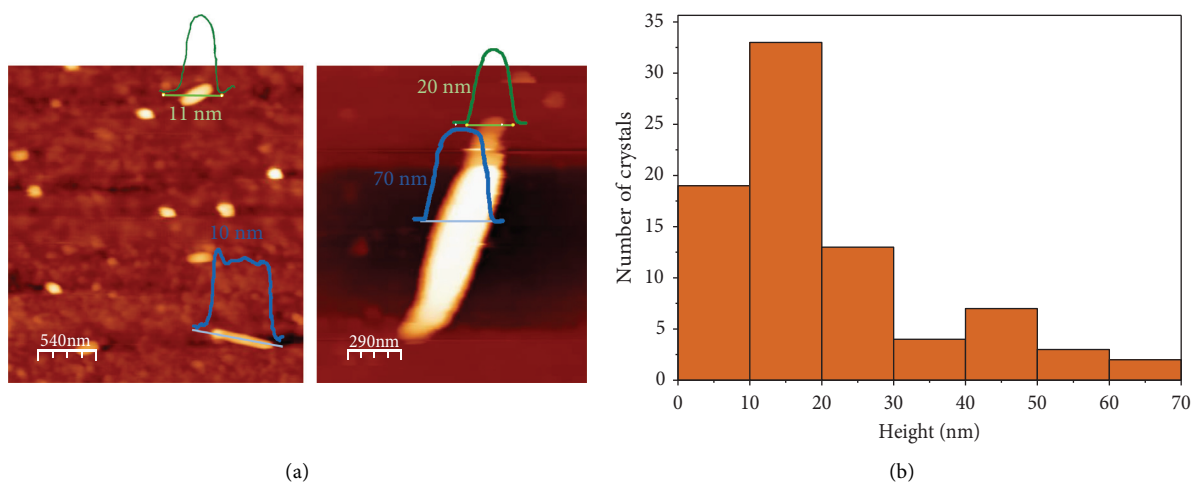 11 nm
10 nm
540nm
20 nm
70 nm
290nm
(a)
Number of crystals
35
30
25
20
15
10
5
0
0 10 20 30 40 50 60 70
Height (nm)
(b)